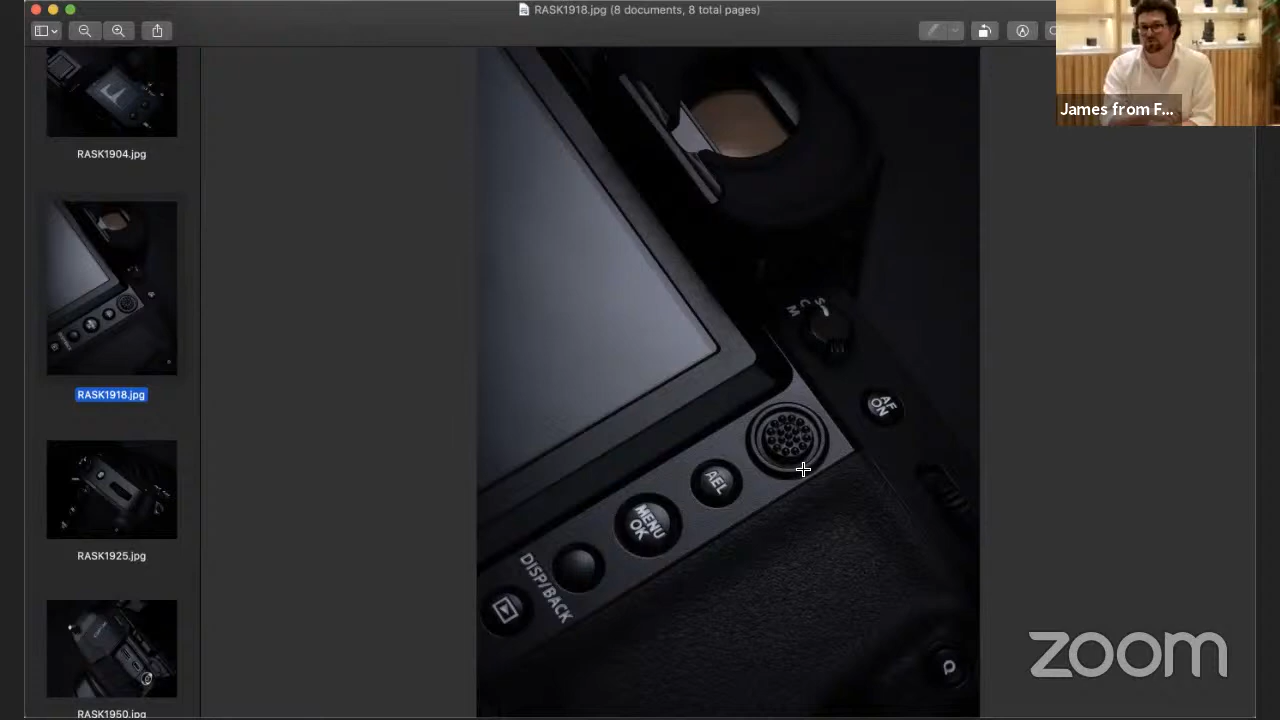 RASK1918.jpg (8 documents, 8 total pages)
James from F...
RASK1904.jpg
RASK1918.jpg
RASK1925.jpg
RASK1950.jpg
S
C
M
AF
ON
AEL
MENU
OK
DISP/BACK
Q
zoom